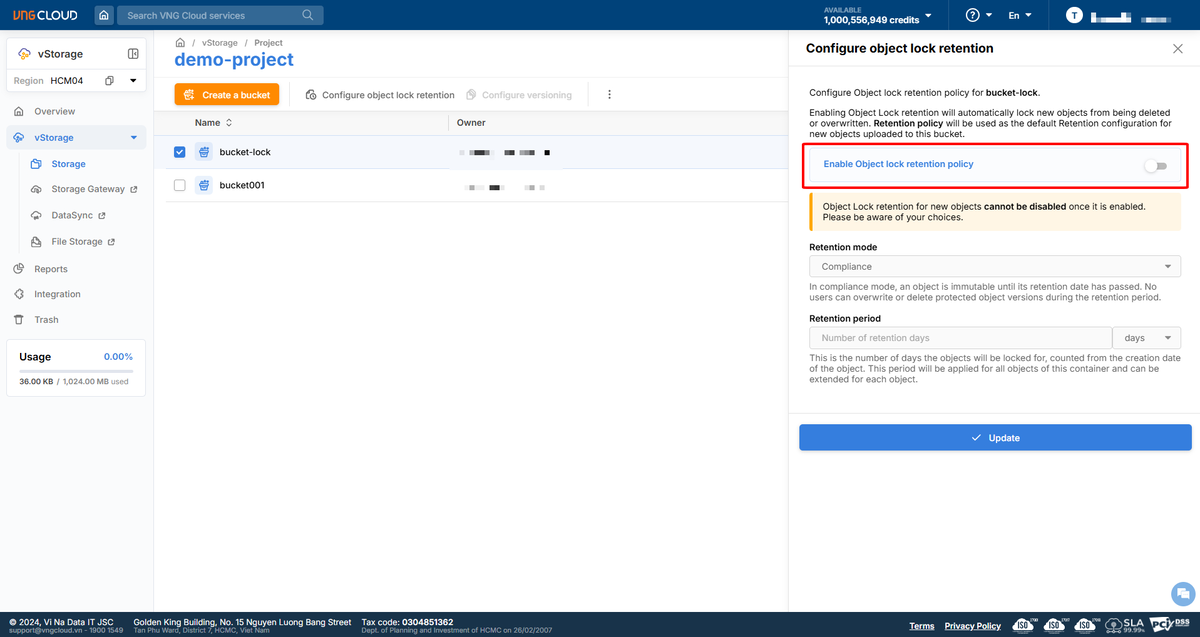 VNG CLOUD
Search VNG Cloud services
AVAILABLE
1,000,556,949 credits
En
T
vStorage
Region HCM04
Overview
vStorage
Storage
Storage Gateway
DataSync
File Storage
Reports
Integration
Trash
Usage 0.00%
36.00 KB / 1,024.00 MB used
/ vStorage / Project
demo-project
Create a bucket
Configure object lock retention
Configure versioning
Name Owner
bucket-lock
bucket001
Configure object lock retention
Configure Object lock retention policy for bucket-lock.
Enabling Object Lock retention will automatically lock new objects from being deleted
or overwritten. Retention policy will be used as the default Retention configuration for
new objects uploaded to this bucket.
Enable Object lock retention policy
Object Lock retention for new objects cannot be disabled once it is enabled.
Please be aware of your choices.
Retention mode
Compliance
In compliance mode, an object is immutable until its retention date has passed. No
users can overwrite or delete protected object versions during the retention period.
Retention period
Number of retention days
days
This is the number of days the objects will be locked for, counted from the creation date
of the object. This period will be applied for all objects of this container and can be
extended for each object.
Update
© 2024, Vi Na Data IT JSC
support@vngcloud.vn - 1900 1549
Golden King Building, No. 15 Nguyen Luong Bang Street
Tan Phu Ward, District 7, HCMC, Viet Nam
Tax code: 0304851362
Dept. of Planning and Investment of HCMC on 26/02/2007
Terms
Privacy Policy
ISO
ISO
ISO
SLA
99.99%
PCI DSS